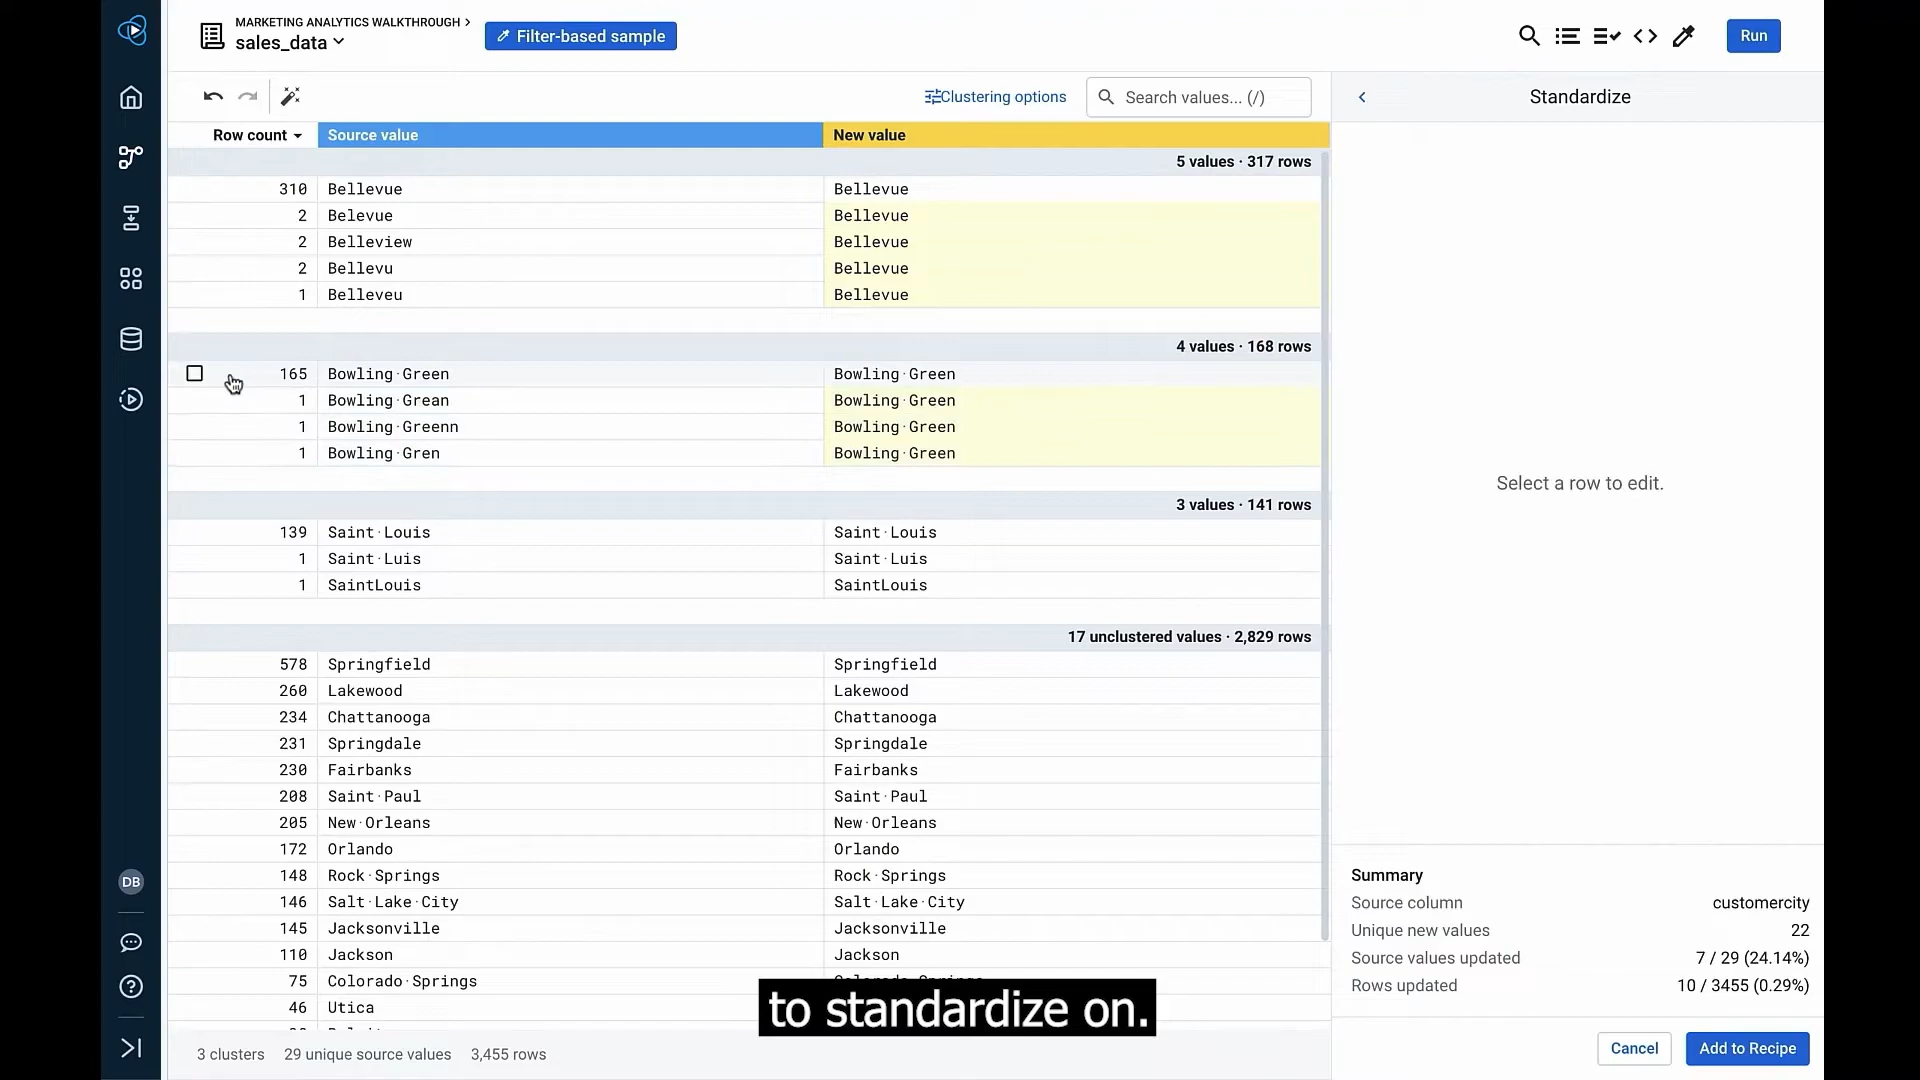 MARKETING ANALYTICS WALKTHROUGH
sales_data
Filter-based sample
Run
Clustering options
Search values... (/)
Standardize
Row count Source value New value
5 values · 317 rows
310 Bellevue Bellevue
2 Belevue Bellevue
2 Belleview Bellevue
2 Bellevu Bellevue
1 Belleveu Bellevue
4 values · 168 rows
165 Bowling·Green Bowling·Green
1 Bowling·Grean Bowling·Green
1 Bowling·Greenn Bowling·Green
1 Bowling·Gren Bowling·Green
Select a row to edit.
3 values · 141 rows
139 Saint·Louis Saint·Louis
1 Saint·Luis Saint·Luis
1 SaintLouis SaintLouis
17 unclustered values · 2,829 rows
578 Springfield Springfield
260 Lakewood Lakewood
234 Chattanooga Chattanooga
231 Springdale Springdale
230 Fairbanks Fairbanks
208 Saint·Paul Saint·Paul
205 New·Orleans New·Orleans
172 Orlando Orlando
148 Rock·Springs Rock·Springs
146 Salt·Lake·City Salt·Lake·City
145 Jacksonville Jacksonville
110 Jackson Jackson
75 Colorado·Springs
46 Utica
DB
Summary
Source column customercity
Unique new values 22
Source values updated 7 / 29 (24.14%)
Rows updated 10 / 3455 (0.29%)
to standardize on.
3 clusters 29 unique source values 3,455 rows
Cancel Add to Recipe